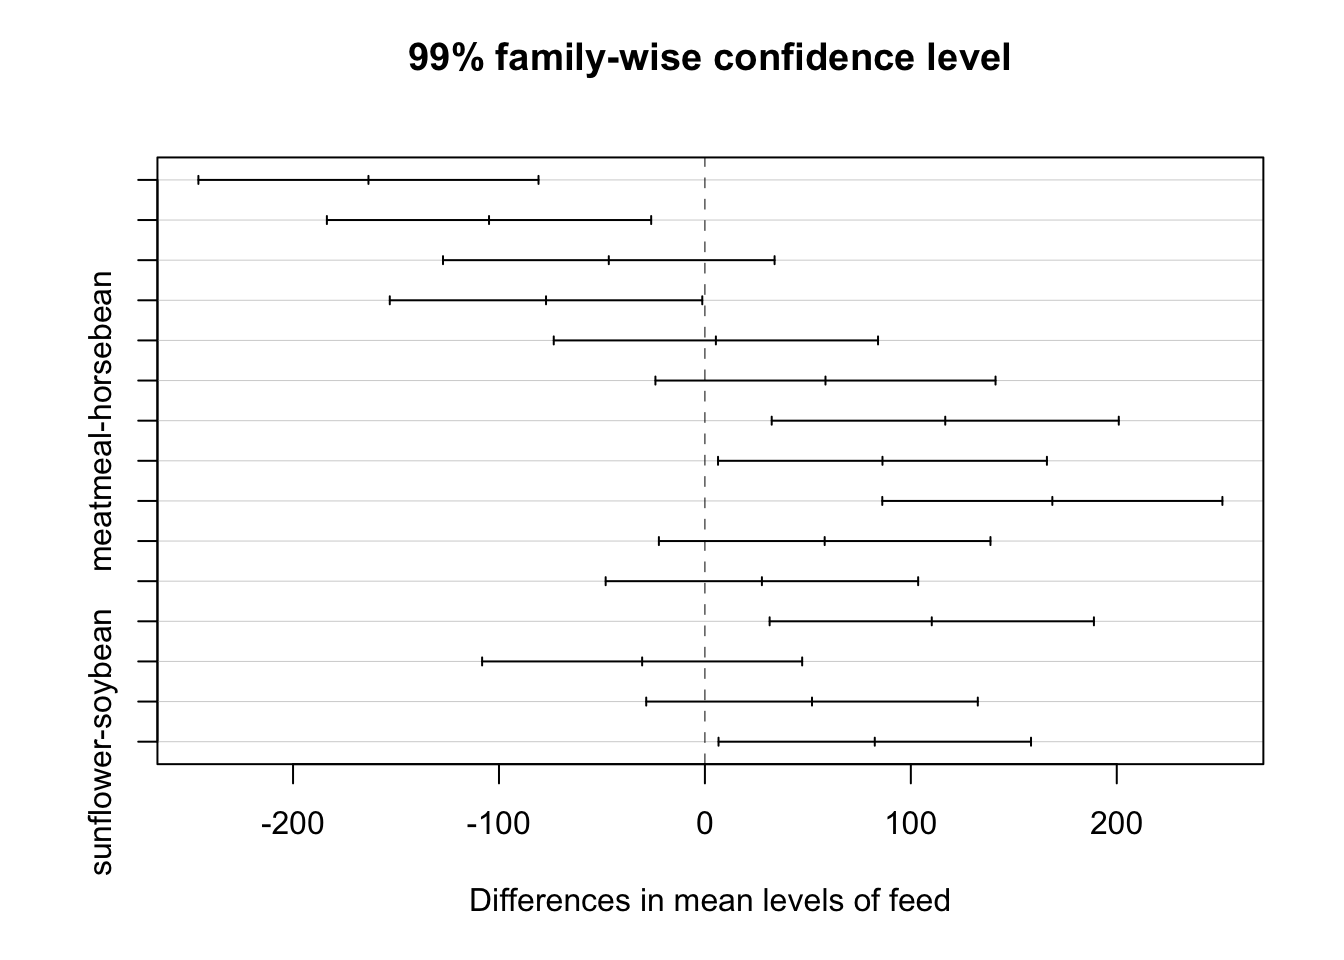 99% family-wise confidence level
meatmeal-horsebean
sunflower-soybean
-200 -100 0 100 200
Differences in mean levels of feed